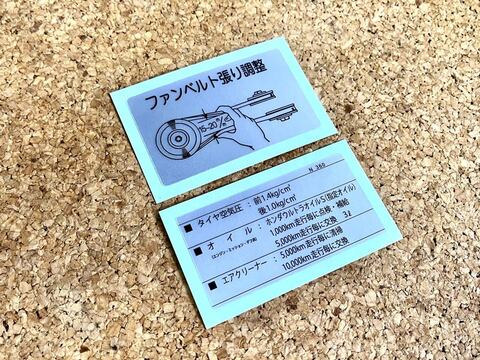 ファンベルト張り調整
15-20㎜
N 360
■ タイヤ空気圧 : 前1.4kg/cm²
後1.0kg/cm²
■ オイル : ホンダウルトラオイルS(指定オイル)
(エンジン・ミッション・デフ共) 1,000km走行毎に点検・補給
5,000km走行毎に交換 3ℓ
■ エアクリーナー : 5,000km走行毎に清掃
10,000km走行毎に交換